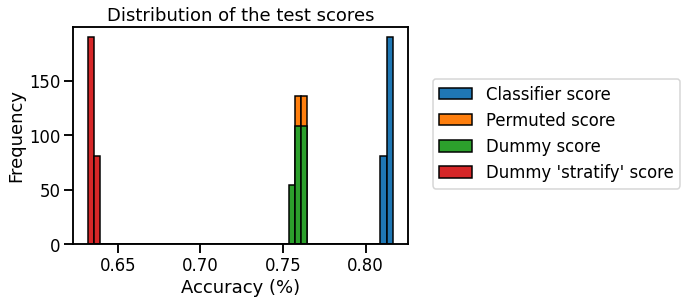 Distribution of the test scores
Frequency
150
100
50
0
0.65 0.70 0.75 0.80
Accuracy (%)
Classifier score
Permuted score
Dummy score
Dummy 'stratify' score